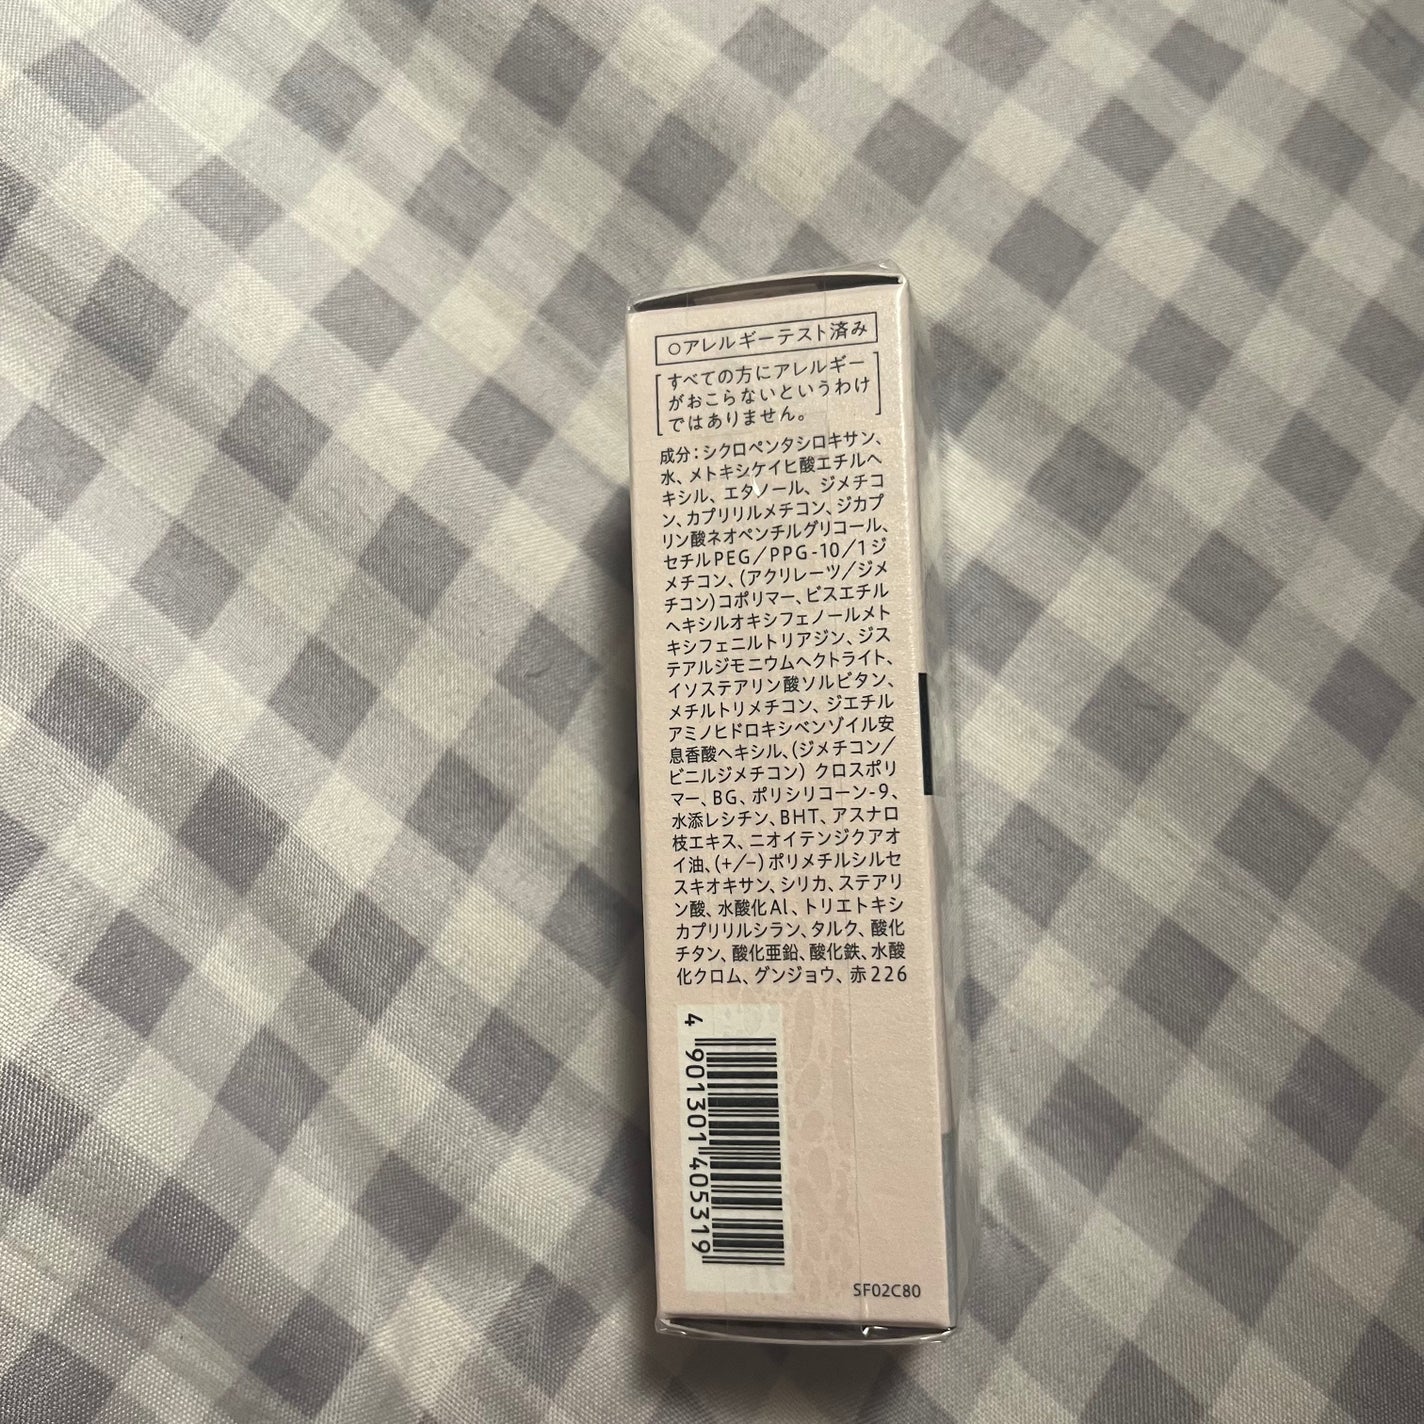 ○アレルギーテスト済み
すべての方にアレルギー
がおこらないというわけ
ではありません。
成分：シクロペンタシロキサン、
水、メトキシケイヒ酸エチルヘ
キシル、エタノール、ジメチコ
ン、カプリリルメチコン、ジカプ
リン酸ネオペンチルグリコール、
セチルPEG／PPG-10／1ジ
メチコン、（アクリレーツ／ジメ
チコン）コポリマー、ビスエチル
ヘキシルオキシフェノールメト
キシフェニルトリアジン、ジス
テアルジモニウムヘクトライト、
イソステアリン酸ソルビタン、
メチルトリメチコン、ジエチル
アミノヒドロキシベンゾイル安
息香酸ヘキシル、（ジメチコン／
ビニルジメチコン）クロスポリ
マー、BG、ポリシリコーン-9、
水添レシチン、BHT、アスナロ
枝エキス、ニオイテンジクアオ
イ油、（+／−）ポリメチルシルセ
スキオキサン、シリカ、ステアリ
ン酸、水酸化Al、トリエトキシ
カプリリルシラン、タルク、酸化
チタン、酸化亜鉛、酸化鉄、水酸
化クロム、グンジョウ、赤226
4 901301 405319
SF02C80